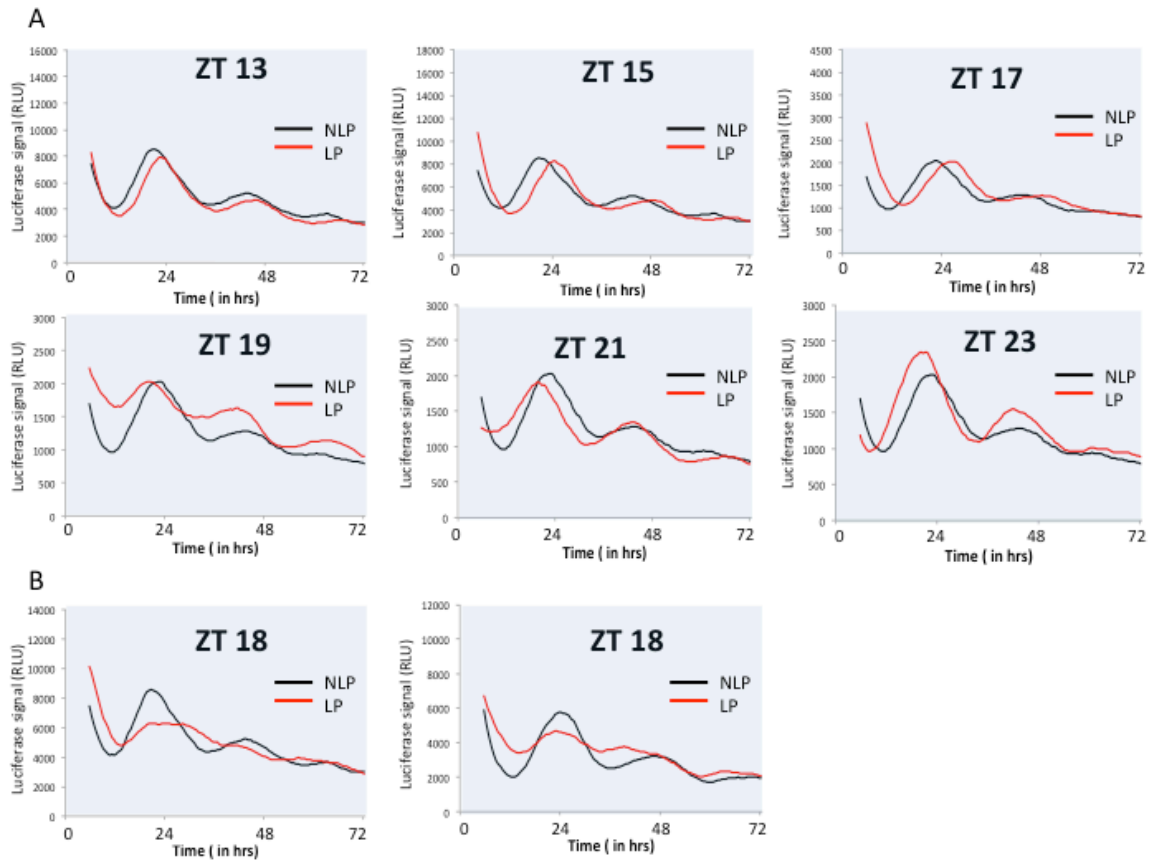 A
ZT 13
Luciferase signal (RLU)
16000
14000
12000
10000
8000
6000
4000
2000
0
NLP
LP
0 24 48 72
Time ( in hrs)
ZT 15
Luciferase signal (RLU)
18000
16000
14000
12000
10000
8000
6000
4000
2000
0
NLP
LP
0 24 48 72
Time ( in hrs)
ZT 17
Luciferase signal (RLU)
4500
4000
3500
3000
2500
2000
1500
1000
500
0
NLP
LP
0 24 48 72
Time ( in hrs)
ZT 19
Luciferase signal (RLU)
3000
2500
2000
1500
1000
500
0
NLP
LP
0 24 48 72
Time ( in hrs)
ZT 21
Luciferase signal (RLU)
3000
2500
2000
1500
1000
500
0
NLP
LP
0 24 48 72
Time ( in hrs)
ZT 23
Luciferase signal (RLU)
3000
2500
2000
1500
1000
500
0
NLP
LP
0 24 48 72
Time ( in hrs)
B
ZT 18
Luciferase signal (RLU)
14000
12000
10000
8000
6000
4000
2000
0
NLP
LP
0 24 48 72
Time ( in hrs)
ZT 18
Luciferase signal (RLU)
12000
10000
8000
6000
4000
2000
0
NLP
LP
0 24 48 72
Time ( in hrs)